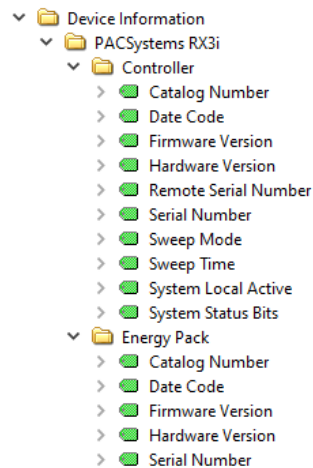 Device Information
PACSystems RX3i
Controller
Catalog Number
Date Code
Firmware Version
Hardware Version
Remote Serial Number
Serial Number
Sweep Mode
Sweep Time
System Local Active
System Status Bits
Energy Pack
Catalog Number
Date Code
Firmware Version
Hardware Version
Serial Number